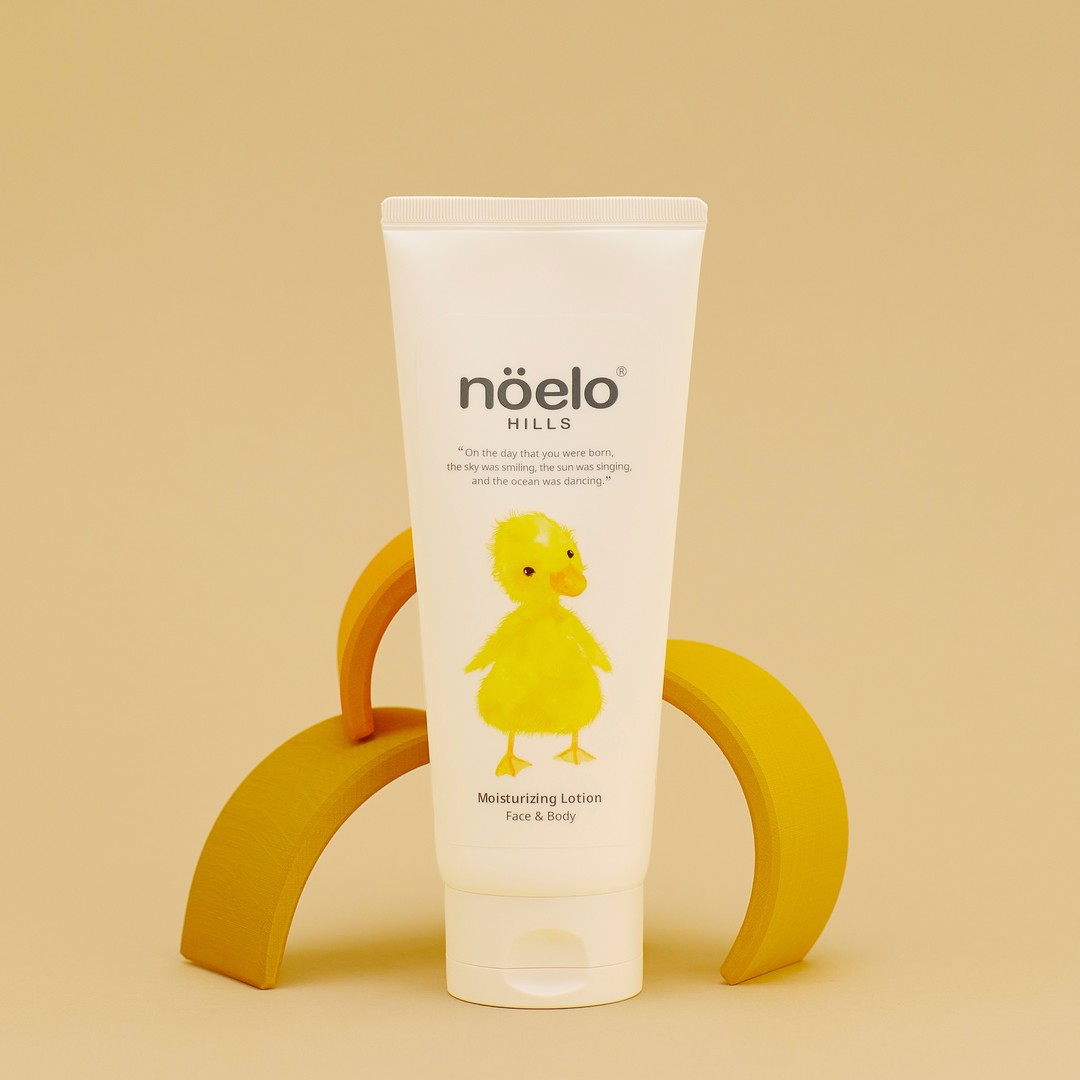 nöelo®
HILLS
“On the day that you were born,
the sky was smiling, the sun was singing,
and the ocean was dancing.”
Moisturizing Lotion
Face & Body